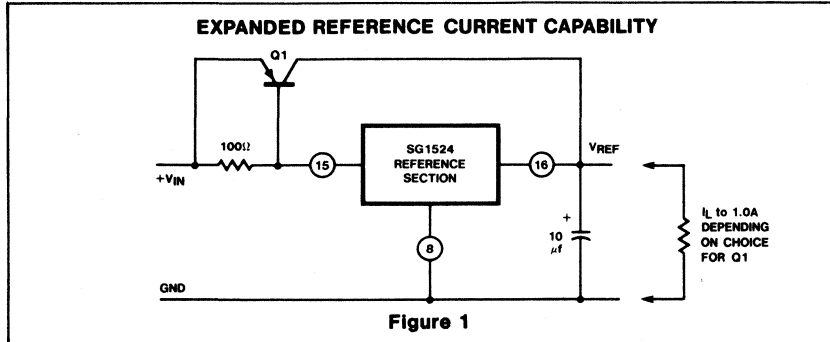 EXPANDED REFERENCE CURRENT CAPABILITY
Q1
100Ω
+VIN
15
SG1524
REFERENCE
SECTION
16
VREF
8
+
10
µf
IL to 1.0A
DEPENDING
ON CHOICE
FOR Q1
GND
Figure 1